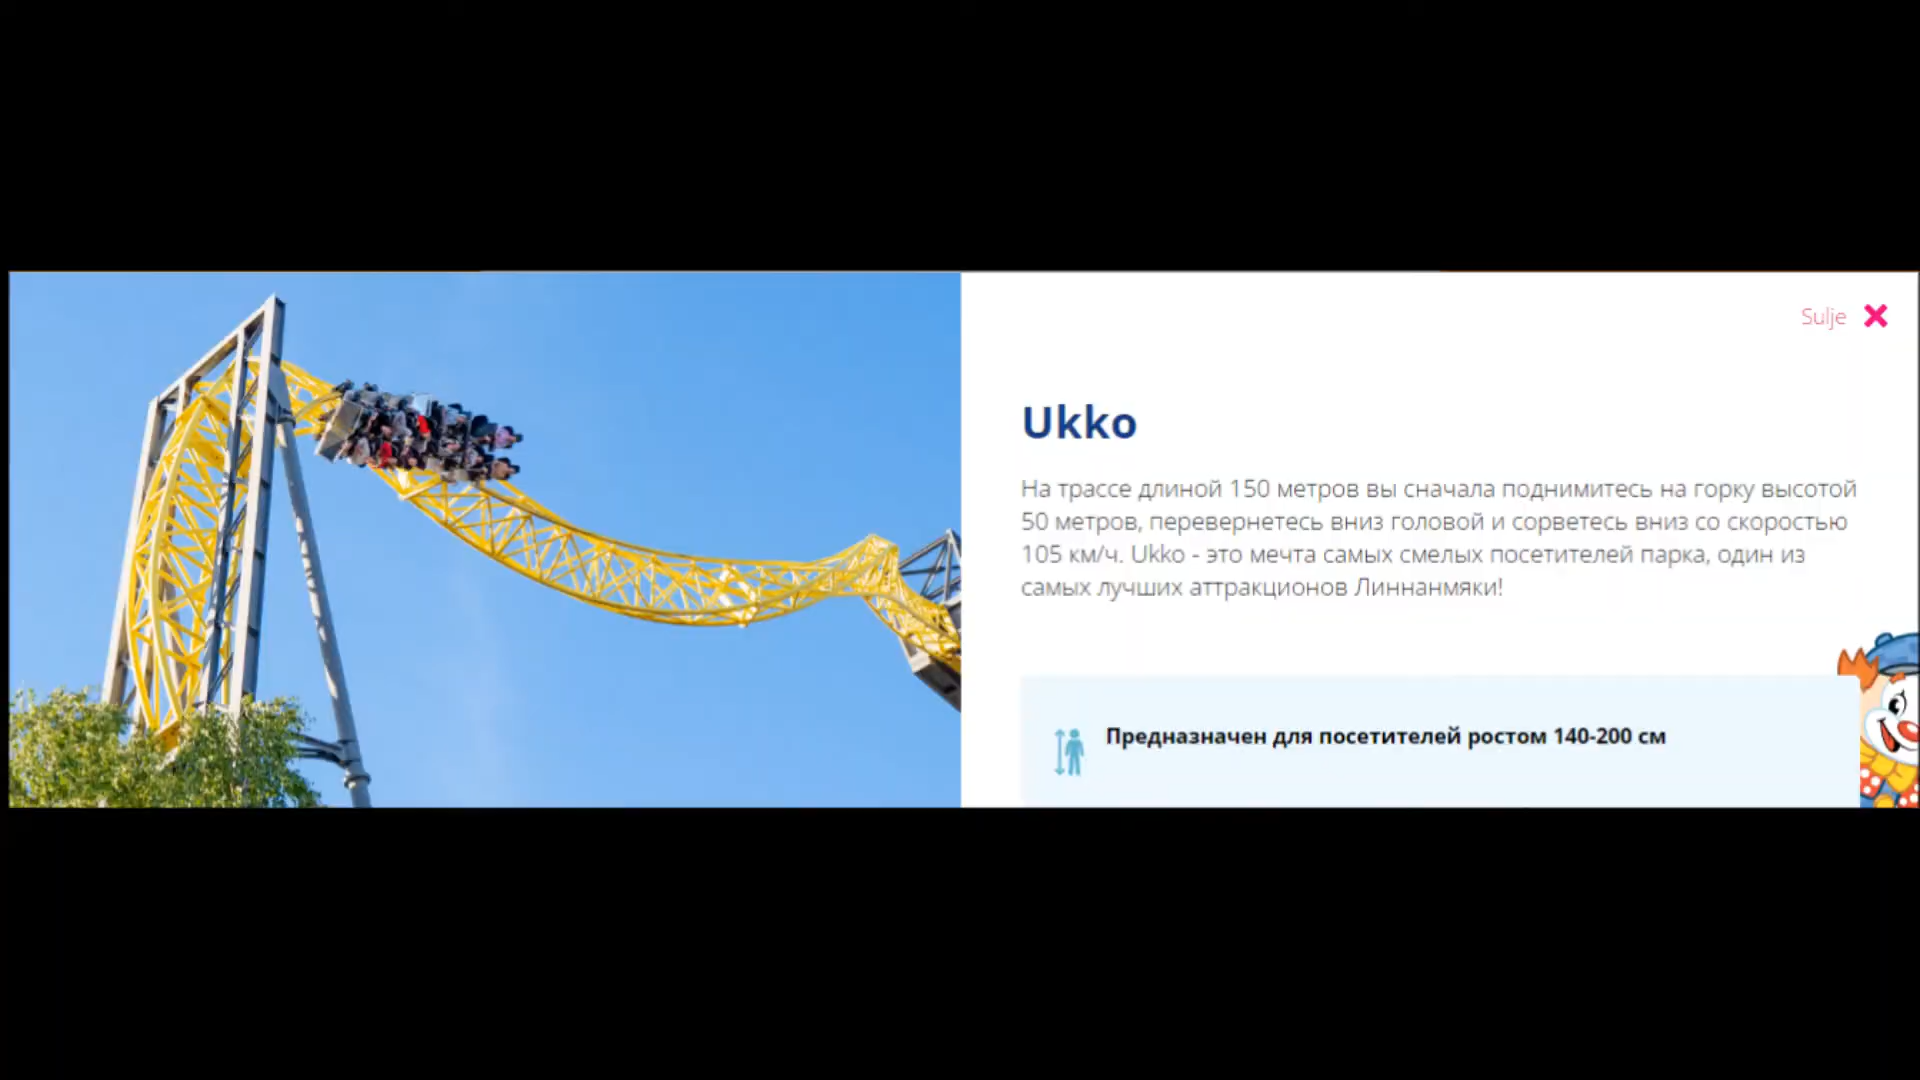 Sulje
Ukko
На трассе длиной 150 метров вы сначала поднимитесь на горку высотой
50 метров, перевернетесь вниз головой и сорветесь вниз со скоростью
105 км/ч. Ukko - это мечта самых смелых посетителей парка, один из
самых лучших аттракционов Линнанмяки!
Предназначен для посетителей ростом 140-200 см